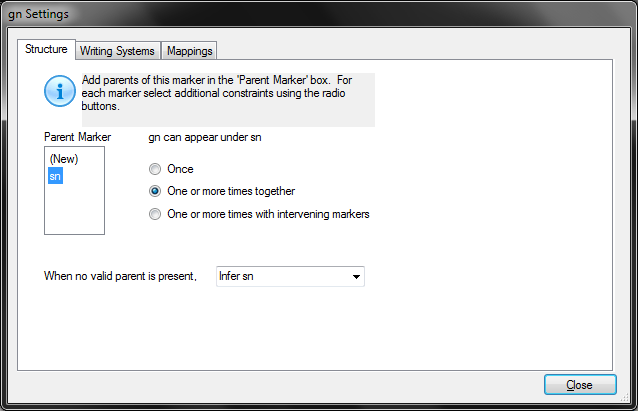 gn Settings
Structure
Writing Systems
Mappings
Add parents of this marker in the 'Parent Marker' box. For
each marker select additional constraints using the radio
buttons.
Parent Marker
gn can appear under sn
(New)
sn
Once
One or more times together
One or more times with intervening markers
When no valid parent is present,
Infer sn
Close